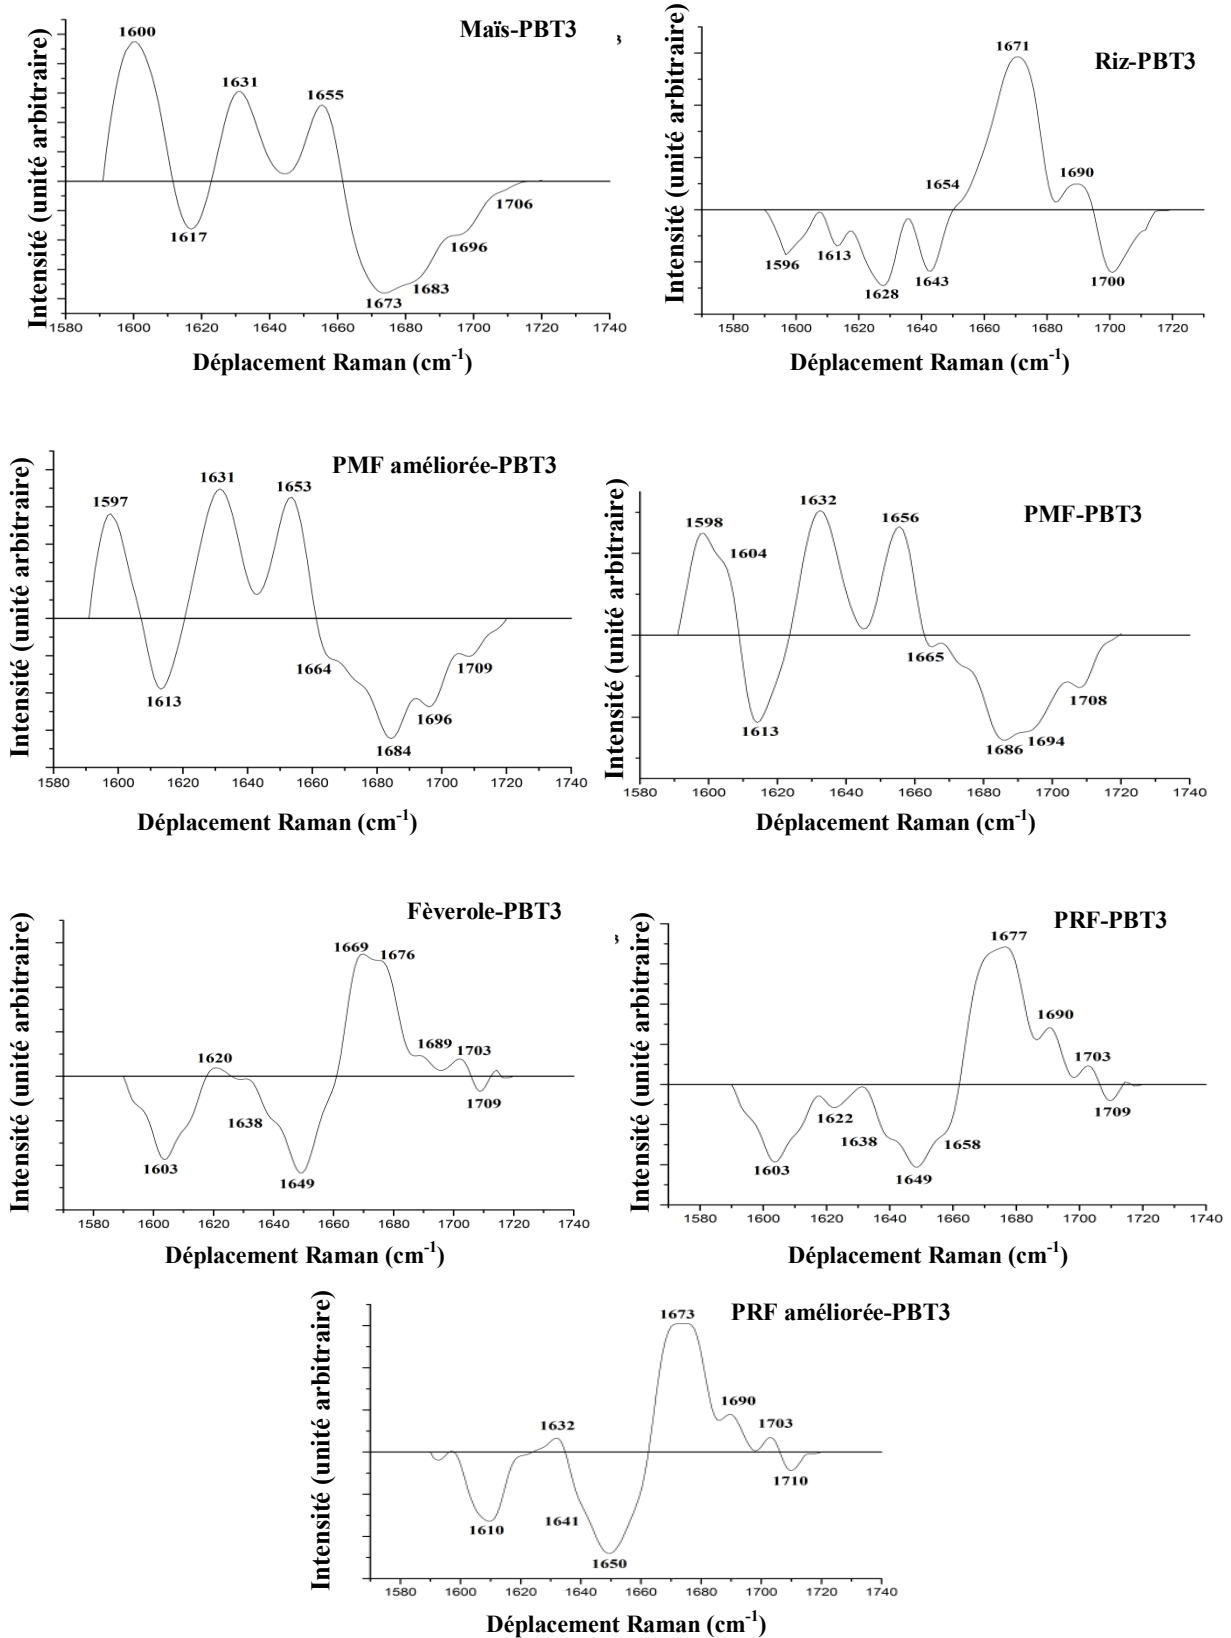 Maïs-PBT3
Intensité (unité arbitraire)
1600
1631
1655
1617
1673
1683
1696
1706
1580 1600 1620 1640 1660 1680 1700 1720 1740
Déplacement Raman (cm-1)
3
Riz-PBT3
Intensité (unité arbitraire)
1671
1654
1690
1596
1613
1628
1643
1700
1580 1600 1620 1640 1660 1680 1700 1720
Déplacement Raman (cm-1)
PMF améliorée-PBT3
Intensité (unité arbitraire)
1597
1631
1653
1613
1664
1684
1696
1709
1580 1600 1620 1640 1660 1680 1700 1720 1740
Déplacement Raman (cm-1)
PMF-PBT3
Intensité (unité arbitraire)
1598
1604
1632
1656
1613
1665
1686
1694
1708
1580 1600 1620 1640 1660 1680 1700 1720 1740
Déplacement Raman (cm-1)
Fèverole-PBT3
Intensité (unité arbitraire)
1669
1676
1620
1689
1703
1638
1603
1649
1709
1580 1600 1620 1640 1660 1680 1700 1720 1740
Déplacement Raman (cm-1)
3
PRF-PBT3
Intensité (unité arbitraire)
1677
1690
1703
1622
1638
1658
1603
1649
1709
1580 1600 1620 1640 1660 1680 1700 1720 1740
Déplacement Raman (cm-1)
PRF améliorée-PBT3
Intensité (unité arbitraire)
1673
1690
1632
1703
1610
1641
1650
1710
1580 1600 1620 1640 1660 1680 1700 1720 1740
Déplacement Raman (cm-1)